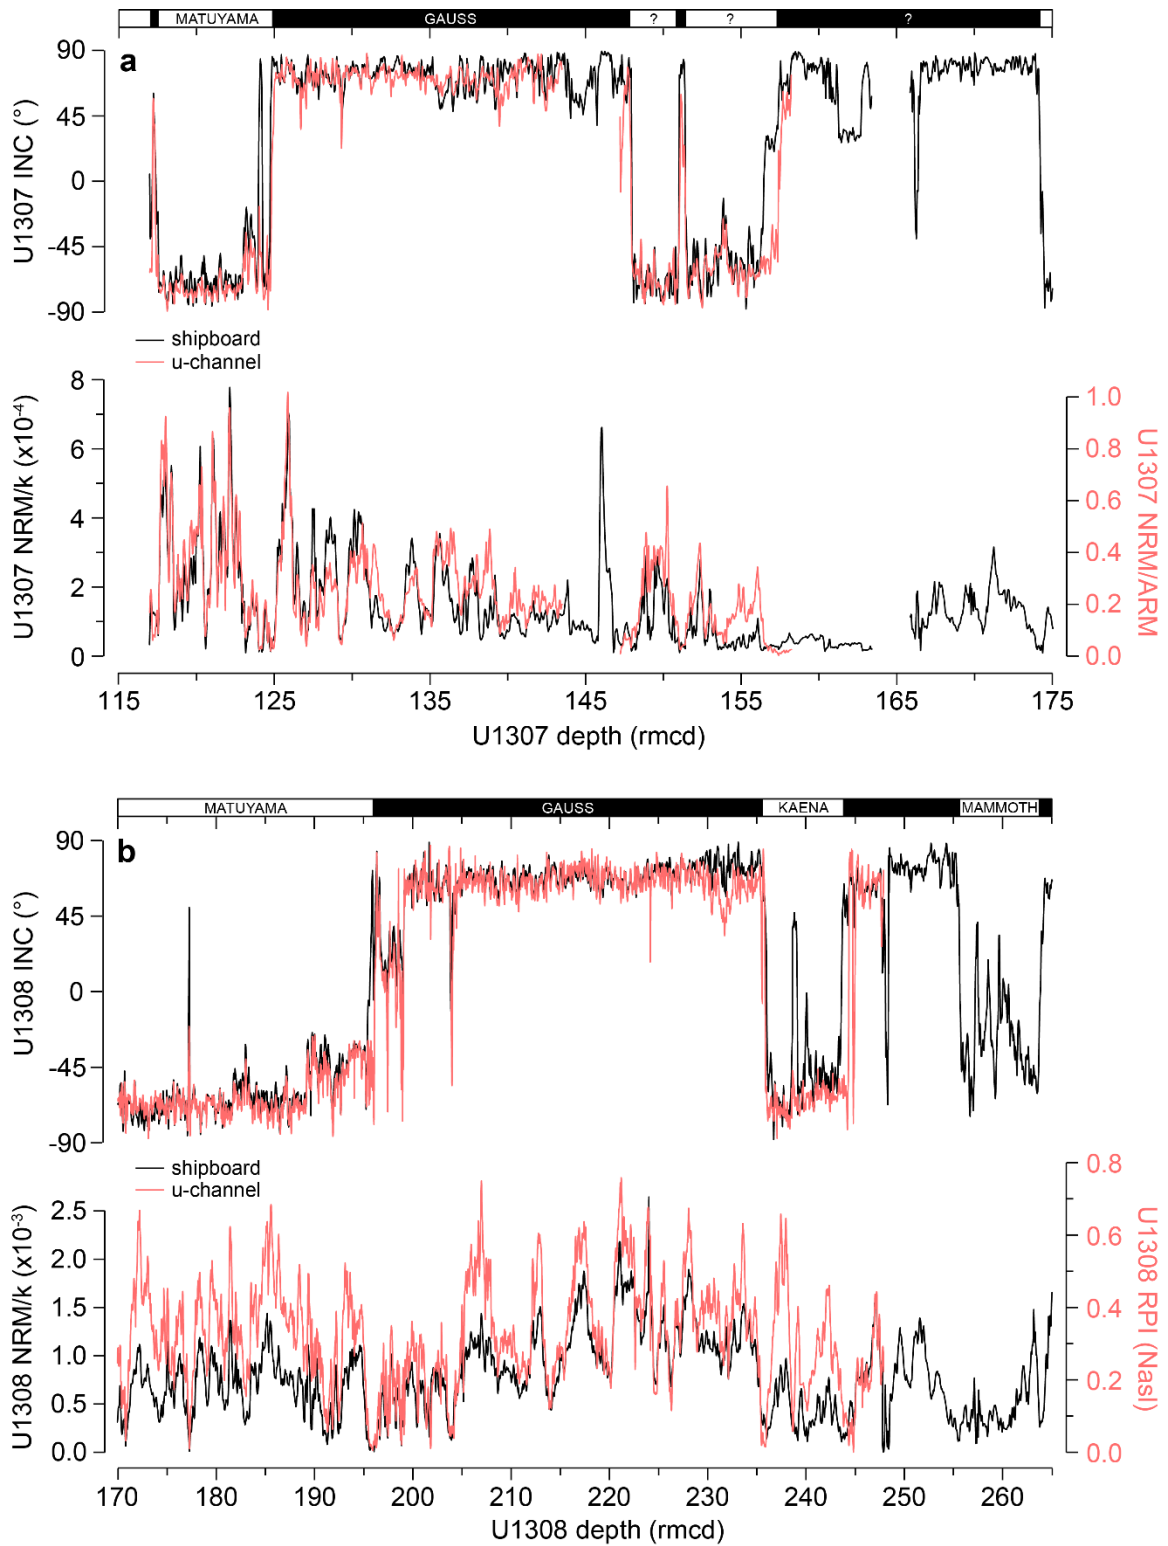 MATUYAMA GAUSS ? ? ?
a
90
45
0
-45
-90
U1307 INC (°)
shipboard
u-channel
8
6
4
2
0
U1307 NRM/k (x10⁻⁴)
1.0
0.8
0.6
0.4
0.2
0.0
U1307 NRM/ARM
115 125 135 145 155 165 175
U1307 depth (rmcd)
MATUYAMA GAUSS KAENA MAMMOTH
b
90
45
0
-45
-90
U1308 INC (°)
shipboard
u-channel
2.5
2.0
1.5
1.0
0.5
0.0
U1308 NRM/k (x10⁻³)
0.8
0.6
0.4
0.2
0.0
U1308 RPI (Nasl)
170 180 190 200 210 220 230 240 250 260
U1308 depth (rmcd)